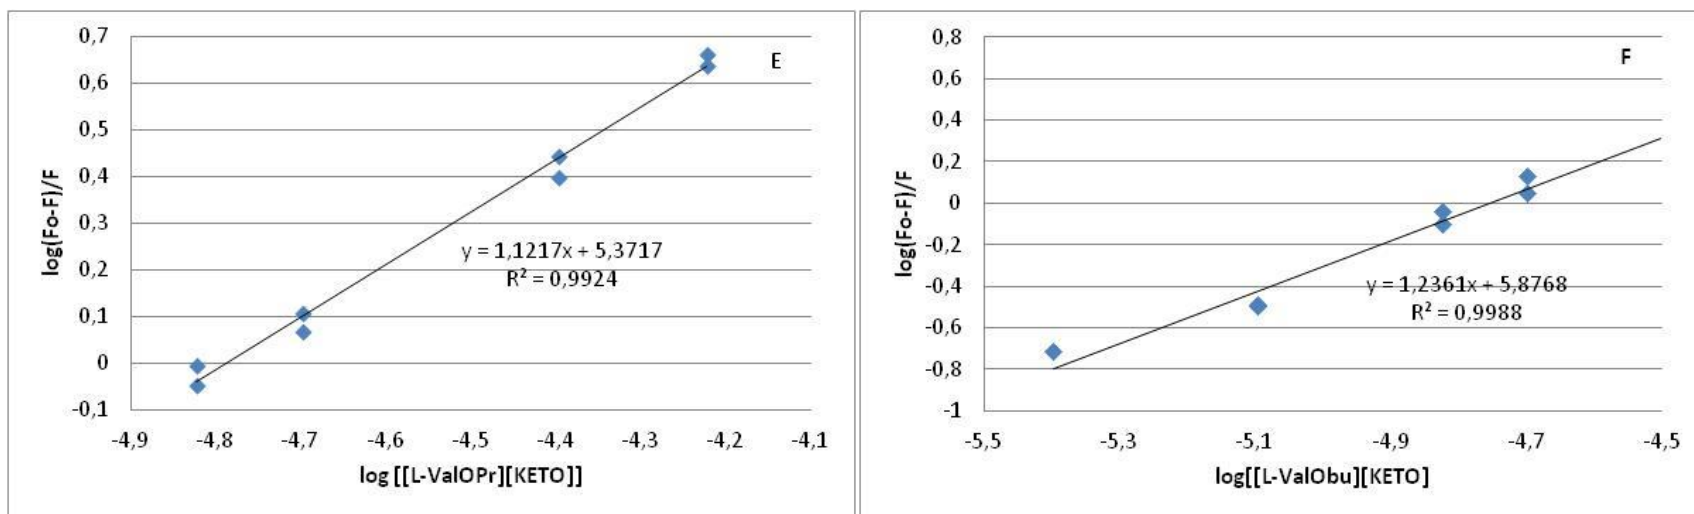 0,7
0,6
0,5
0,4
0,3
0,2
0,1
0
-0,1
log(Fo-F)/F
E
y = 1,1217x + 5,3717
R² = 0,9924
-4,9 -4,8 -4,7 -4,6 -4,5 -4,4 -4,3 -4,2 -4,1
log [[L-ValOPr][KETO]]
0,8
0,6
0,4
0,2
0
-0,2
-0,4
-0,6
-0,8
-1
log(Fo-F)/F
F
y = 1,2361x + 5,8768
R² = 0,9988
-5,5 -5,3 -5,1 -4,9 -4,7 -4,5
log[[L-ValObu][KETO]